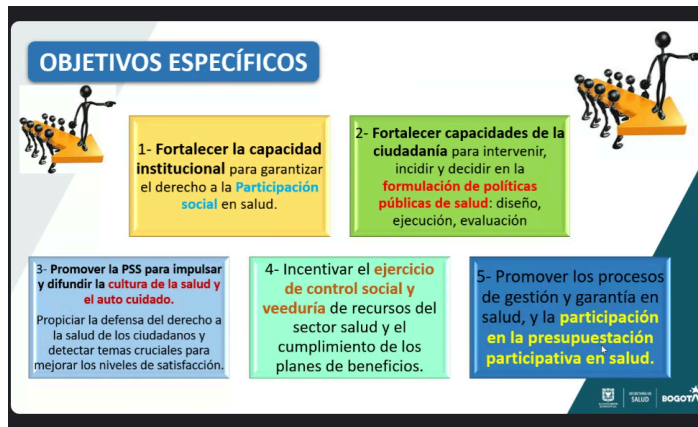 OBJETIVOS ESPECÍFICOS
1- Fortalecer la capacidad
institucional para garantizar
el derecho a la Participación
social en salud.
2- Fortalecer capacidades de la
ciudadanía para intervenir,
incidir y decidir en la
formulación de políticas
públicas de salud: diseño,
ejecución, evaluación
3- Promover la PSS para impulsar
y difundir la cultura de la salud y
el auto cuidado.
Propiciar la defensa del derecho a
la salud de los ciudadanos y
detectar temas cruciales para
mejorar los niveles de satisfacción.
4- Incentivar el ejercicio
de control social y
veeduría de recursos del
sector salud y el
cumplimiento de los
planes de beneficios.
5- Promover los procesos
de gestión y garantía en
salud, y la participación
en la presupuestación
participativa en salud.
SECRETARÍA DE
SALUD
BOGOTÁ